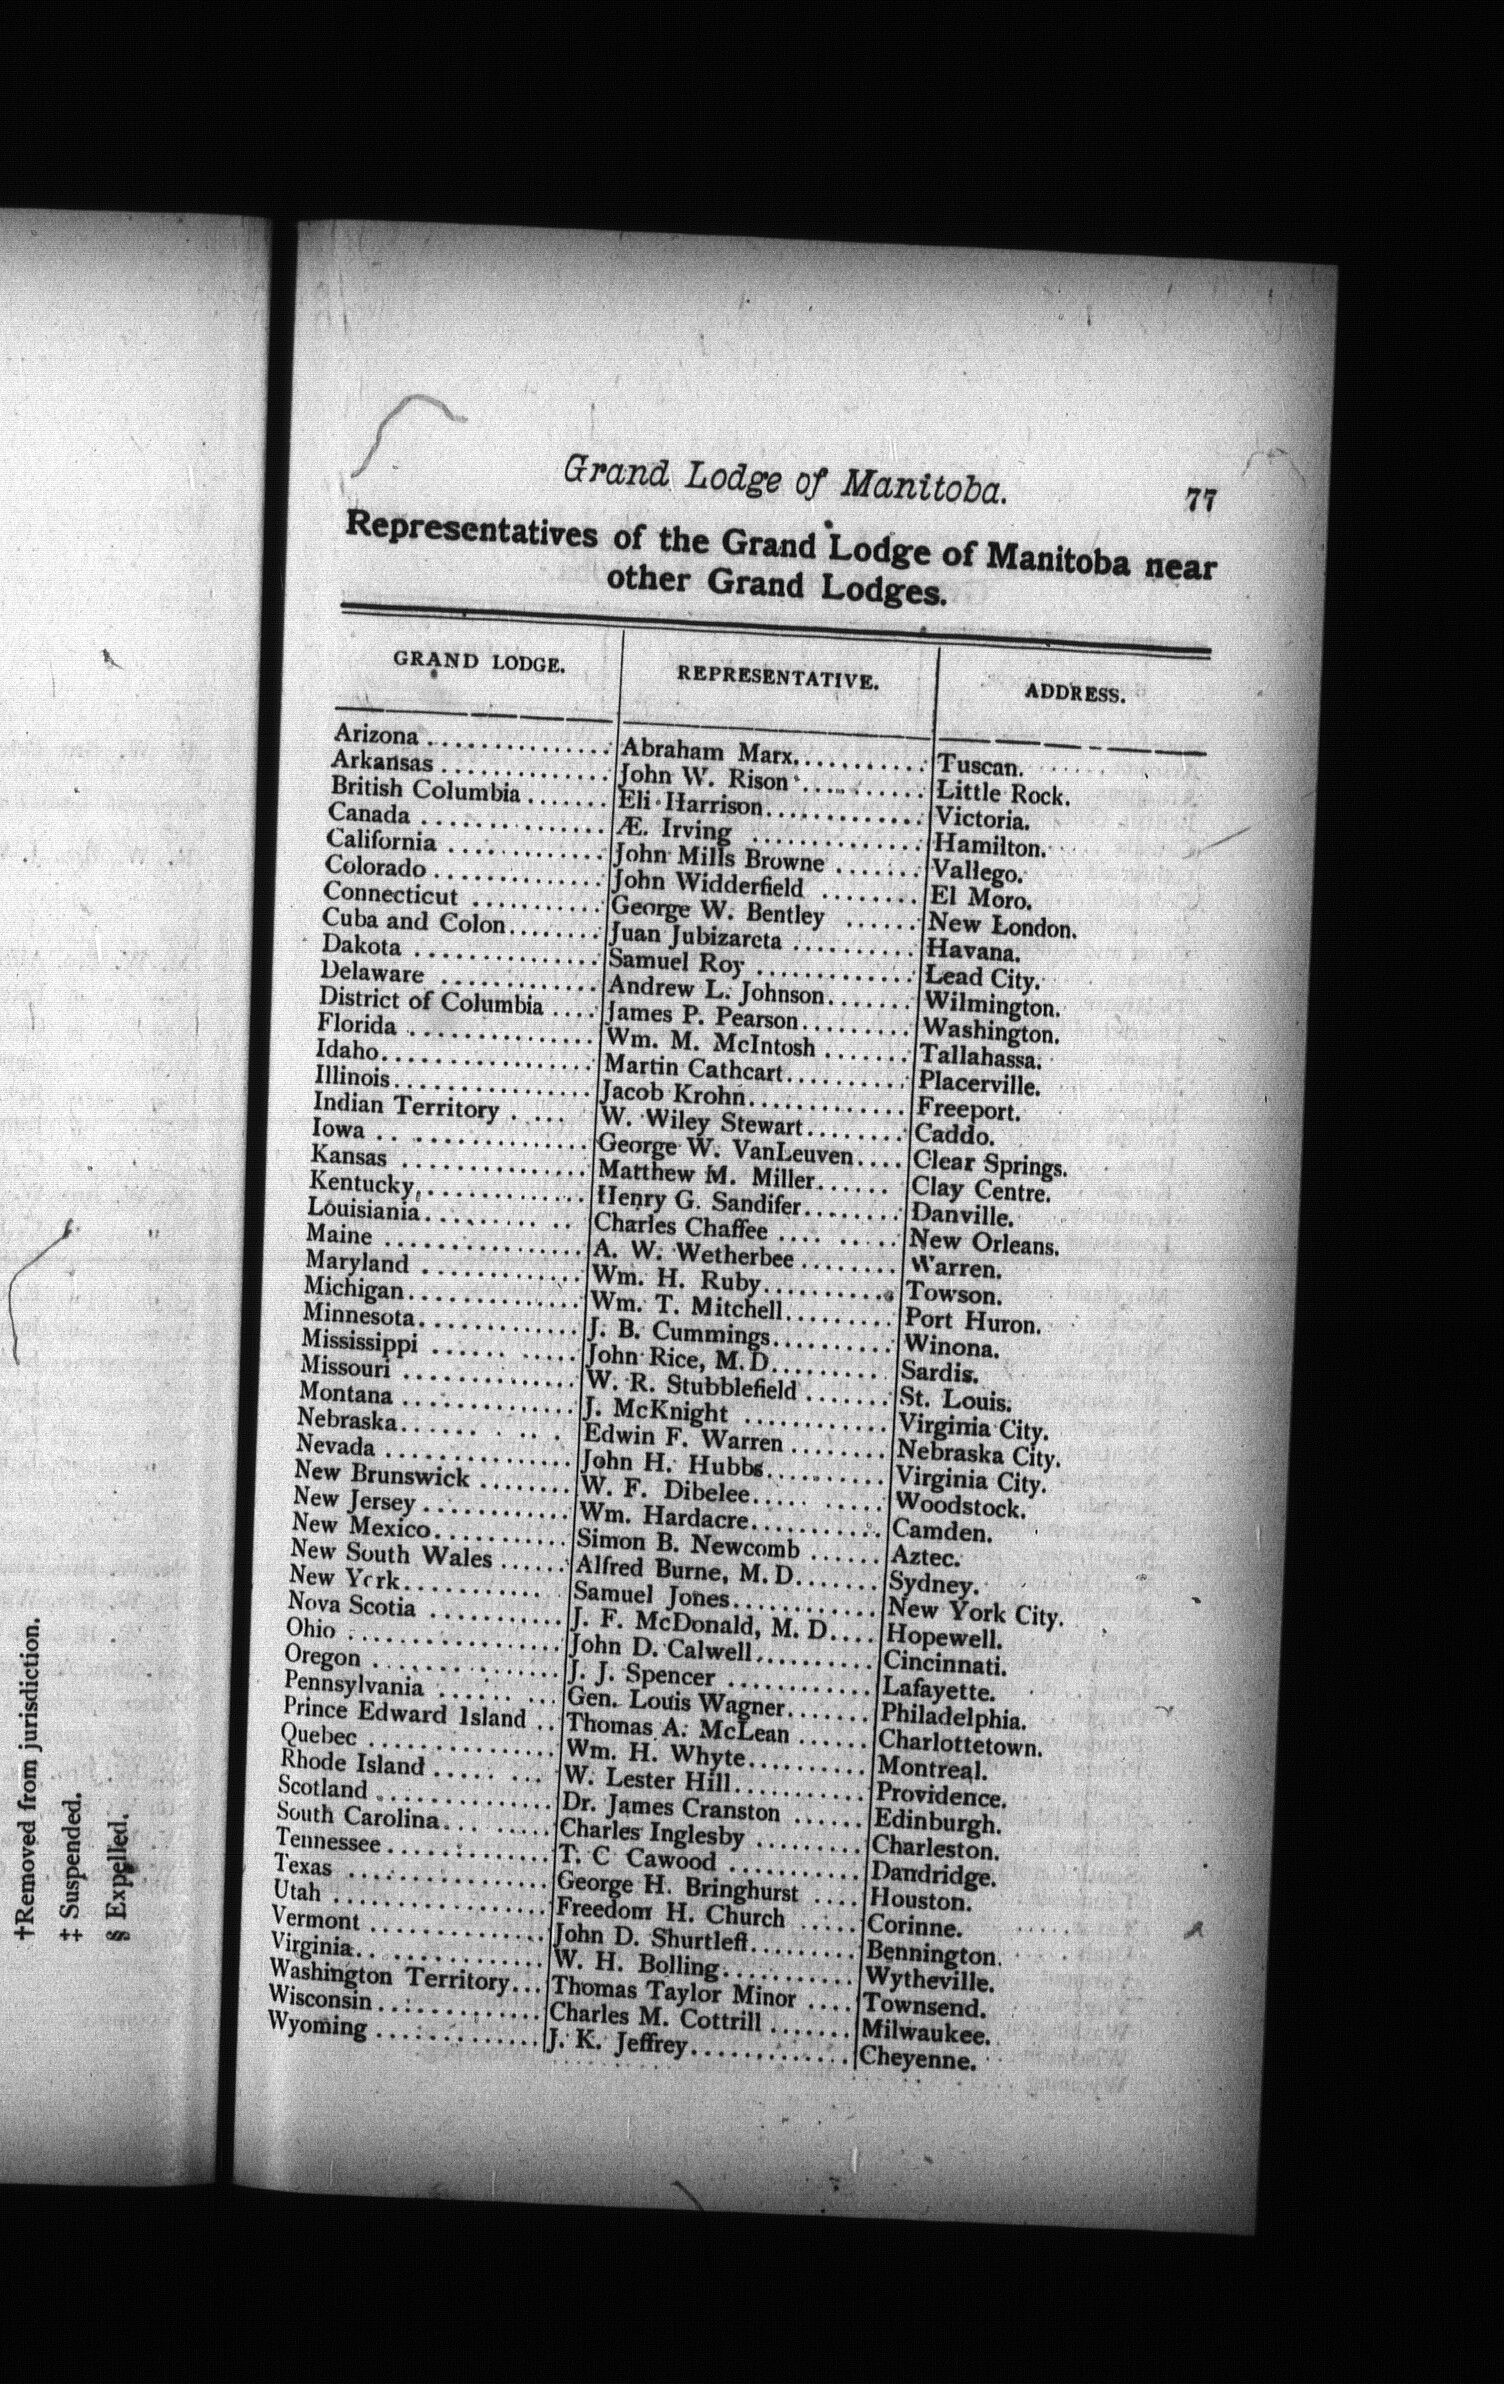 Grand Lodge of Manitoba. 77
Representatives of the Grand Lodge of Manitoba near
other Grand Lodges.
GRAND LODGE. REPRESENTATIVE. ADDRESS.
Arizona Abraham Marx. Tuscan.
Arkansas John W. Rison Little Rock.
British Columbia Eli Harrison Victoria.
Canada Æ. Irving Hamilton.
California John Mills Browne Vallego.
Colorado John Widderfield El Moro.
Connecticut George W. Bentley New London.
Cuba and Colon Juan Jubizarcta Havana.
Dakota Samuel Roy Lead City.
Delaware Andrew L. Johnson Wilmington.
District of Columbia James P. Pearson Washington.
Florida Wm. M. McIntosh Tallahassa.
Idaho Martin Cathcart Placerville.
Illinois Jacob Krohn Freeport.
Indian Territory W. Wiley Stewart Caddo.
Iowa George W. VanLeuven Clear Springs.
Kansas Matthew M. Miller Clay Centre.
Kentucky Henry G. Sandifer Danville.
Louisiania Charles Chaffee New Orleans.
Maine A. W. Wetherbee Warren.
Maryland Wm. H. Ruby Towson.
Michigan Wm. T. Mitchell Port Huron.
Minnesota J. B. Cummings Winona.
Mississippi John Rice, M. D. Sardis.
Missouri W. R. Stubblefield St. Louis.
Montana J. McKnight Virginia City.
Nebraska Edwin F. Warren Nebraska City.
Nevada John H. Hubbs Virginia City.
New Brunswick W. F. Dibelee Woodstock.
New Jersey Wm. Hardacre Camden.
New Mexico Simon B. Newcomb Aztec.
New South Wales Alfred Burne, M. D. Sydney.
New York Samuel Jones New York City.
Nova Scotia J. F. McDonald, M. D. Hopewell.
Ohio John D. Calwell Cincinnati.
Oregon J. J. Spencer Lafayette.
Pennsylvania Gen. Louis Wagner Philadelphia.
Prince Edward Island Thomas A. McLean Charlottetown.
Quebec Wm. H. Whyte Montreal.
Rhode Island W. Lester Hill Providence.
Scotland Dr. James Cranston Edinburgh.
South Carolina Charles Inglesby Charleston.
Tennessee T. C Cawood Dandridge.
Texas George H. Bringhurst Houston.
Utah Freedom H. Church Corinne.
Vermont John D. Shurtleff Bennington.
Virginia W. H. Bolling Wytheville.
Washington Territory Thomas Taylor Minor Townsend.
Wisconsin Charles M. Cottrill Milwaukee.
Wyoming J. K. Jeffrey Cheyenne.
†Removed from jurisdiction.
‡ Suspended.
§ Expelled.